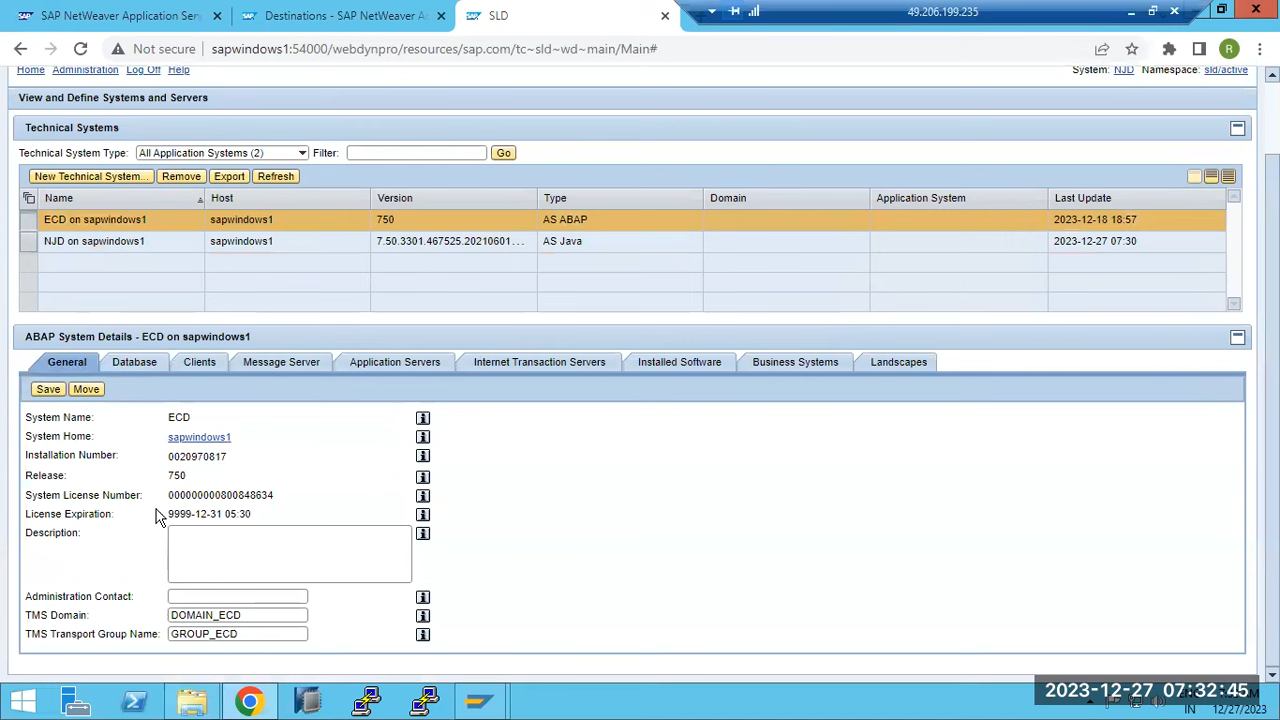 SAP NetWeaver Application Serv
Destinations - SAP NetWeaver A
SLD
49.206.199.235
Not secure
sapwindows1:54000/webdynpro/resources/sap.com/tc~sld~wd~main/Main#
R
Home Administration Log Off Help
System: NJD Namespace: sld/active
View and Define Systems and Servers
Technical Systems
Technical System Type: All Application Systems (2) Filter: Go
New Technical System... Remove Export Refresh
Name Host Version Type Domain Application System Last Update
ECD on sapwindows1 sapwindows1 750 AS ABAP 2023-12-18 18:57
NJD on sapwindows1 sapwindows1 7.50.3301.467525.20210601... AS Java 2023-12-27 07:30
ABAP System Details - ECD on sapwindows1
General Database Clients Message Server Application Servers Internet Transaction Servers Installed Software Business Systems Landscapes
Save Move
System Name: ECD
System Home: sapwindows1
Installation Number: 0020970817
Release: 750
System License Number: 000000000800848634
License Expiration: 9999-12-31 05:30
Description:
Administration Contact:
TMS Domain: DOMAIN_ECD
TMS Transport Group Name: GROUP_ECD
2023-12-27 07:32:45
IN 12/27/2023